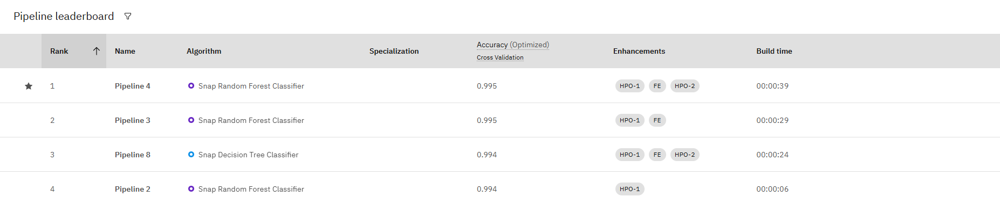 Pipeline leaderboard
Rank Name Algorithm Specialization Accuracy (Optimized) Cross Validation Enhancements Build time
1 Pipeline 4 Snap Random Forest Classifier 0.995 HPO-1 FE HPO-2 00:00:39
2 Pipeline 3 Snap Random Forest Classifier 0.995 HPO-1 FE 00:00:29
3 Pipeline 8 Snap Decision Tree Classifier 0.994 HPO-1 FE HPO-2 00:00:24
4 Pipeline 2 Snap Random Forest Classifier 0.994 HPO-1 00:00:06